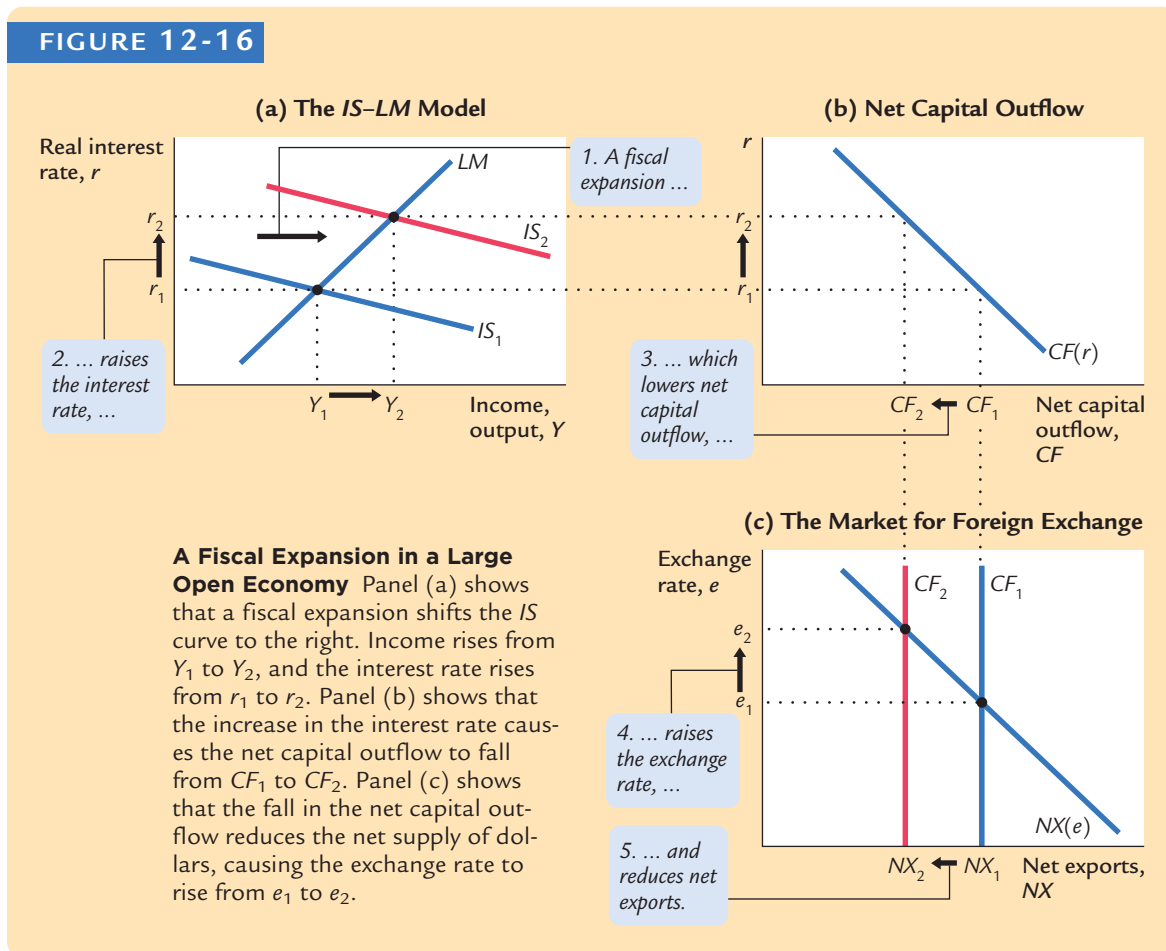 FIGURE 12-16
(a) The IS–LM Model
Real interest
rate, r
LM
1. A fiscal
expansion …
r2
IS2
r1
IS1
2. … raises
the interest
rate, …
Y1
Y2
Income,
output, Y
(b) Net Capital Outflow
r
r2
r1
CF(r)
3. … which
lowers net
capital
outflow, …
CF2
CF1
Net capital
outflow,
CF
(c) The Market for Foreign Exchange
Exchange
rate, e
CF2
CF1
e2
e1
4. … raises
the exchange
rate, …
NX(e)
5. … and
reduces net
exports.
NX2
NX1
Net exports,
NX
A Fiscal Expansion in a Large
Open Economy Panel (a) shows
that a fiscal expansion shifts the IS
curve to the right. Income rises from
Y1 to Y2, and the interest rate rises
from r1 to r2. Panel (b) shows that
the increase in the interest rate caus-
es the net capital outflow to fall
from CF1 to CF2. Panel (c) shows
that the fall in the net capital out-
flow reduces the net supply of dol-
lars, causing the exchange rate to
rise from e1 to e2.